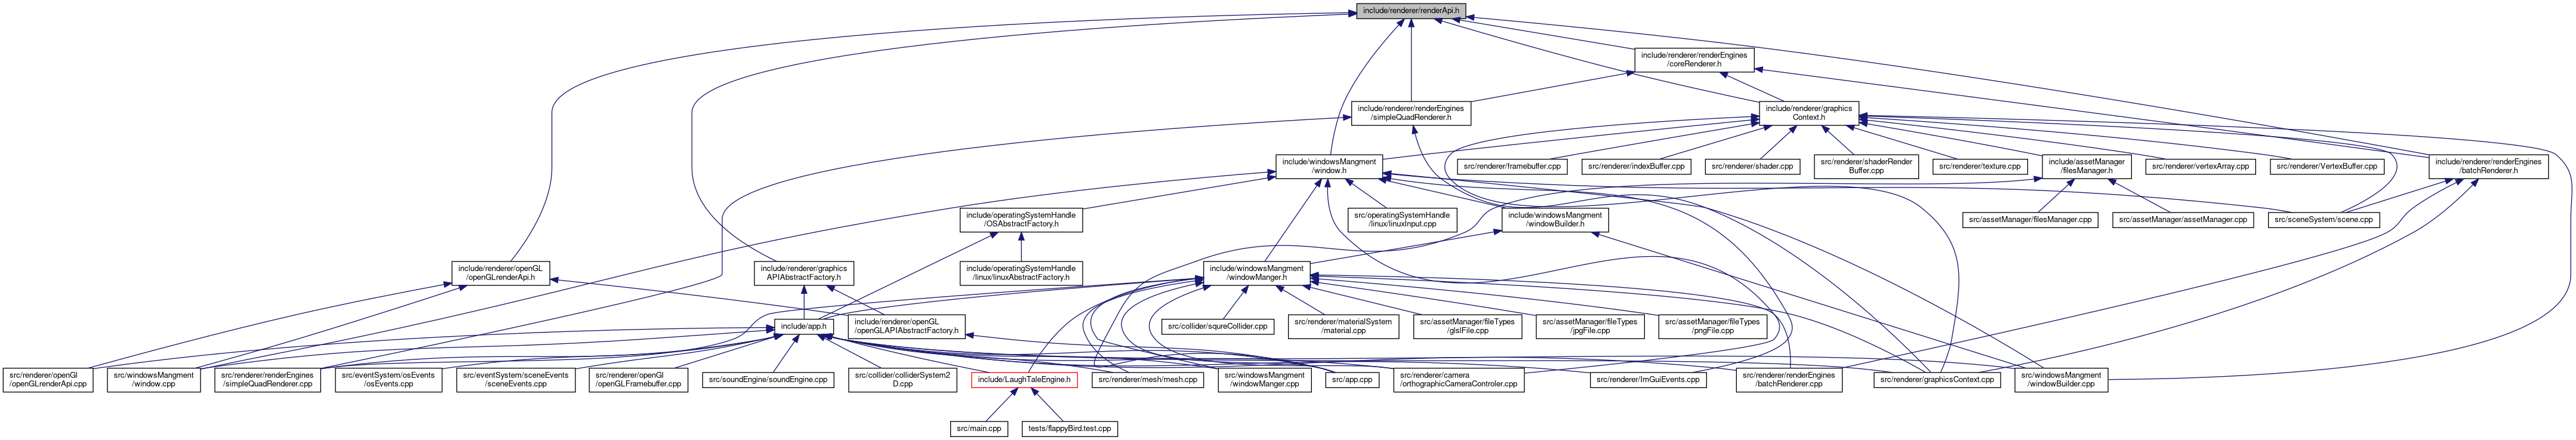 include/renderer/renderApi.h
include/renderer/renderEngines
/coreRenderer.h
include/renderer/renderEngines
/simpleQuadRenderer.h
include/renderer/graphics
Context.h
include/windowsMangment
/window.h
src/renderer/framebuffer.cpp
src/renderer/indexBuffer.cpp
src/renderer/shader.cpp
src/renderer/shaderRender
Buffer.cpp
src/renderer/texture.cpp
include/assetManager
/filesManager.h
src/renderer/vertexArray.cpp
src/renderer/VertexBuffer.cpp
include/renderer/renderEngines
/batchRenderer.h
include/operatingSystemHandle
/OSAbstractFactory.h
src/operatingSystemHandle
/linux/linuxInput.cpp
include/windowsMangment
/windowBuilder.h
src/assetManager/filesManager.cpp
src/assetManager/assetManager.cpp
src/sceneSystem/scene.cpp
include/renderer/openGL
/openGLrenderApi.h
include/renderer/graphics
APIAbstractFactory.h
include/operatingSystemHandle
/linux/linuxAbstractFactory.h
include/windowsMangment
/windowManger.h
include/app.h
include/renderer/openGL
/openGLAPIAbstractFactory.h
src/collider/squreCollider.cpp
src/renderer/materialSystem
/material.cpp
src/assetManager/fileTypes
/glslFile.cpp
src/assetManager/fileTypes
/jpgFile.cpp
src/assetManager/fileTypes
/pngFile.cpp
src/renderer/openGl
/openGLrenderApi.cpp
src/windowsMangment
/window.cpp
src/renderer/renderEngines
/simpleQuadRenderer.cpp
src/eventSystem/osEvents
/osEvents.cpp
src/eventSystem/sceneEvents
/sceneEvents.cpp
src/renderer/openGl
/openGLFramebuffer.cpp
src/soundEngine/soundEngine.cpp
src/collider/colliderSystem2
D.cpp
include/LaughTaleEngine.h
src/renderer/mesh/mesh.cpp
src/windowsMangment
/windowManger.cpp
src/app.cpp
src/renderer/camera
/orthographicCameraControler.cpp
src/renderer/ImGuiEvents.cpp
src/renderer/renderEngines
/batchRenderer.cpp
src/renderer/graphicsContext.cpp
src/windowsMangment
/windowBuilder.cpp
src/main.cpp
tests/flappyBird.test.cpp